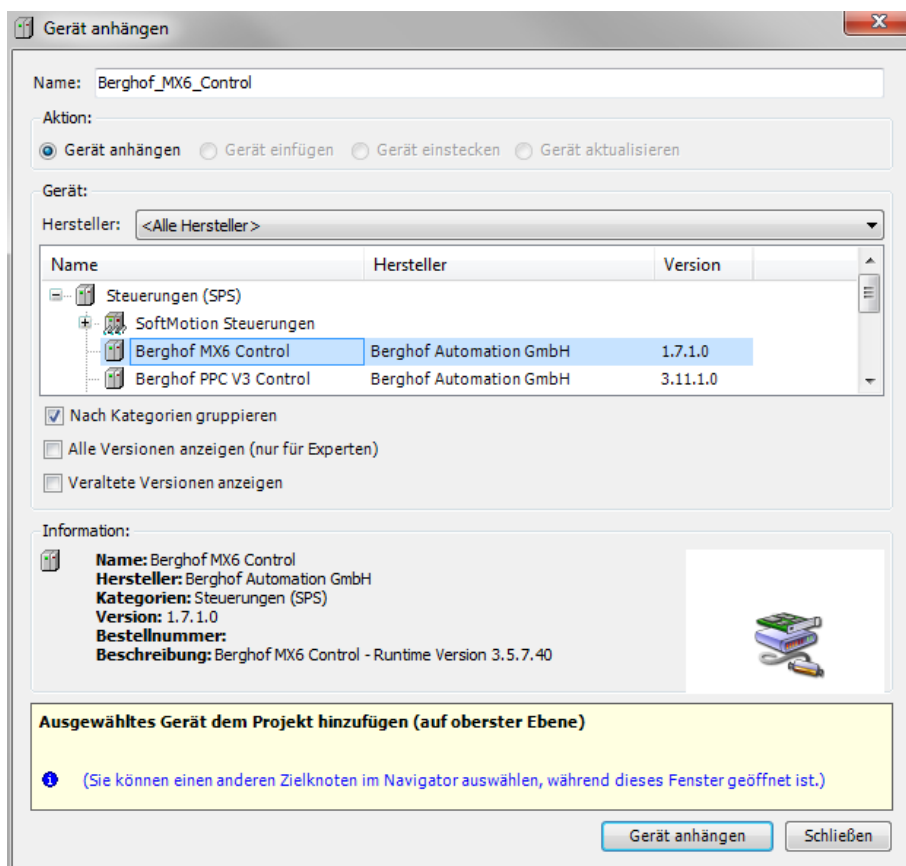 Gerät anhängen
Name: Berghof_MX6_Control
Aktion:
Gerät anhängen Gerät einfügen Gerät einstecken Gerät aktualisieren
Gerät:
Hersteller: <Alle Hersteller>
Name Hersteller Version
Steuerungen (SPS)
SoftMotion Steuerungen
Berghof MX6 Control Berghof Automation GmbH 1.7.1.0
Berghof PPC V3 Control Berghof Automation GmbH 3.11.1.0
Nach Kategorien gruppieren
Alle Versionen anzeigen (nur für Experten)
Veraltete Versionen anzeigen
Information:
Name: Berghof MX6 Control
Hersteller: Berghof Automation GmbH
Kategorien: Steuerungen (SPS)
Version: 1.7.1.0
Bestellnummer:
Beschreibung: Berghof MX6 Control - Runtime Version 3.5.7.40
Ausgewähltes Gerät dem Projekt hinzufügen (auf oberster Ebene)
(Sie können einen anderen Zielknoten im Navigator auswählen, während dieses Fenster geöffnet ist.)
Gerät anhängen Schließen